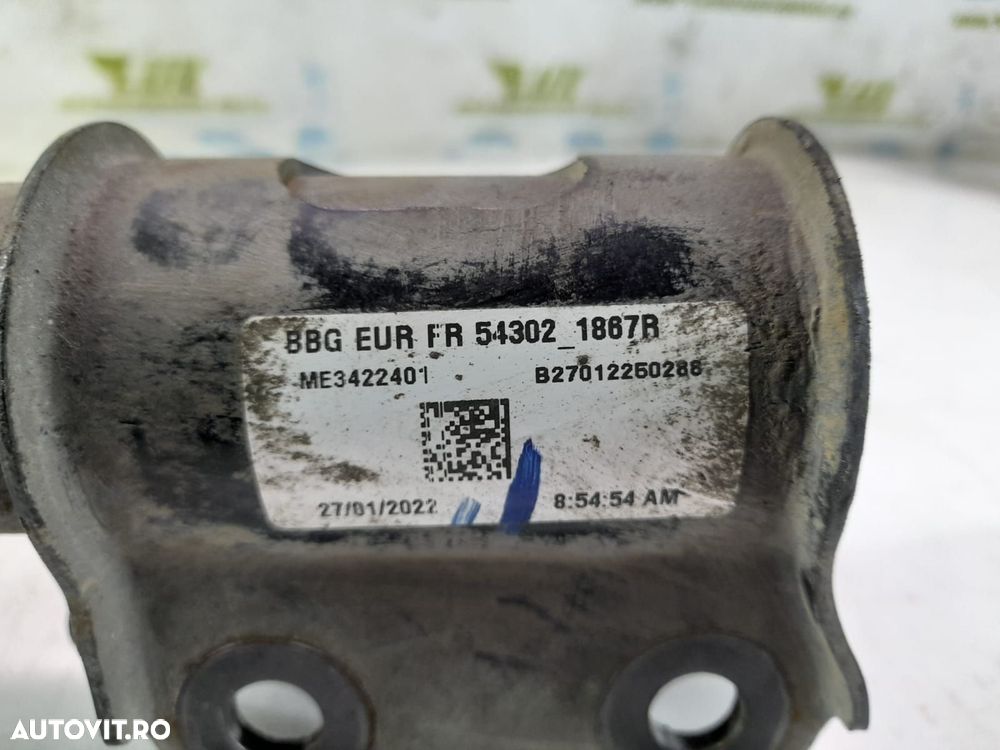 BBG EUR FR 54302_1867R
ME3422401 B27012250286
27/01/2022 8:54:54 AM
AUTOVIT.RO